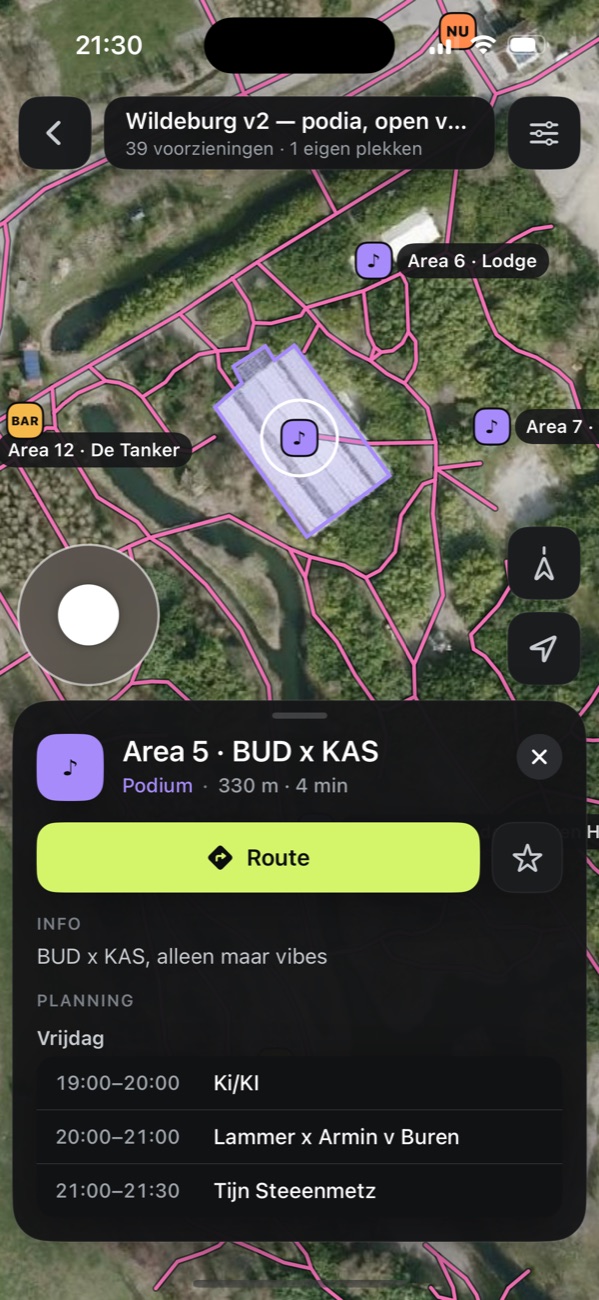 21:30
NU
Wildeburg v2 — podia, open v...
39 voorzieningen · 1 eigen plekken
Area 6 · Lodge
BAR
Area 12 · De Tanker
Area 7 ·
Area 5 · BUD x KAS
Podium · 330 m · 4 min
Route
INFO
BUD x KAS, alleen maar vibes
PLANNING
Vrijdag
19:00–20:00 Ki/KI
20:00–21:00 Lammer x Armin v Buren
21:00–21:30 Tijn Steeenmetz